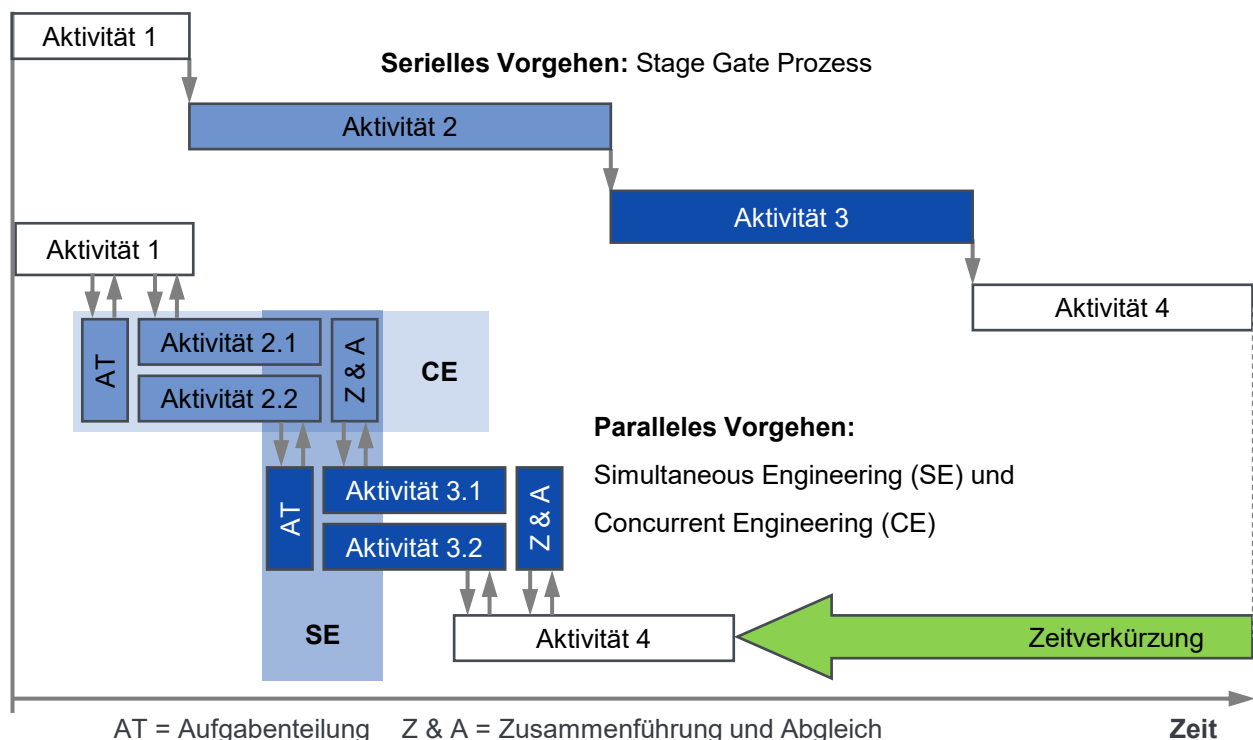 Aktivität 1
Serielles Vorgehen: Stage Gate Prozess
Aktivität 2
Aktivität 3
Aktivität 4
Aktivität 1
AT
Aktivität 2.1
Aktivität 2.2
Z & A
CE
Paralleles Vorgehen:
Simultaneous Engineering (SE) und
Concurrent Engineering (CE)
AT
Aktivität 3.1
Aktivität 3.2
Z & A
SE
Aktivität 4
Zeitverkürzung
AT = Aufgabenteilung Z & A = Zusammenführung und Abgleich
Zeit